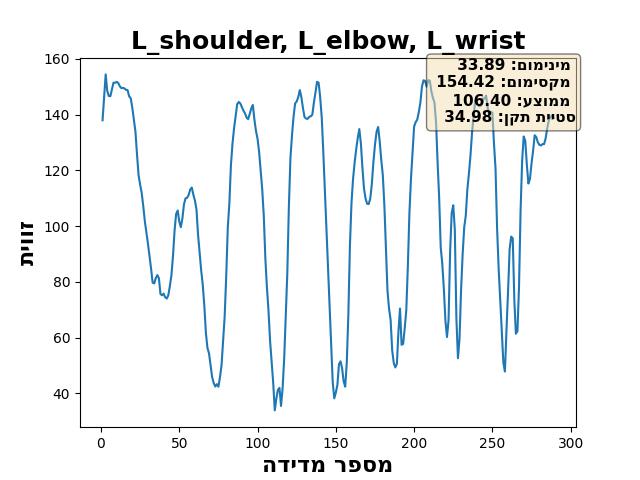 L_shoulder, L_elbow, L_wrist
מינימום: 33.89
מקסימום: 154.42
ממוצע: 106.40
סטיית תקן: 34.98
160
140
120
100
80
60
40
זווית
0 50 100 150 200 250 300
מספר מדידה